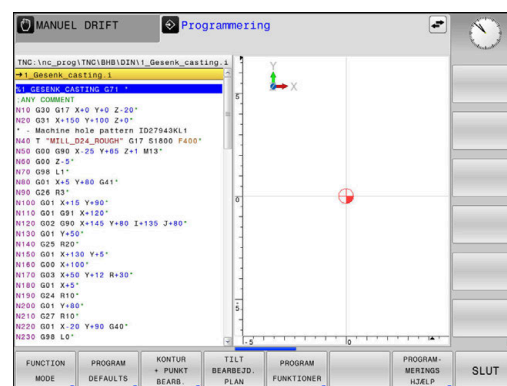 MANUEL DRIFT
Programmering
TNC:\nc_prog\TNC\BHB\DIN\1_Gesenk_casting.i
→1_Gesenk_casting.i
%1_GESENK_CASTING G71 *
;ANY COMMENT
N10 G30 G17 X+0 Y+0 Z-20*
N20 G31 X+150 Y+100 Z+0*
* - Machine hole pattern ID27943KL1
N40 T "MILL_D24_ROUGH" G17 S1800 F400*
N50 G00 G90 X-25 Y+65 Z+1 M13*
N60 G00 Z-5*
N70 G98 L1*
N80 G01 X+5 Y+80 G41*
N90 G26 R3*
N100 G01 X+15 Y+90*
N110 G01 G91 X+120*
N120 G02 G90 X+145 Y+80 I+135 J+80*
N130 G01 Y+50*
N140 G25 R20*
N150 G01 X+130 Y+5*
N160 G00 X+100*
N170 G03 X+50 Y+12 R+30*
N180 G01 X+5*
N190 G24 R10*
N200 G01 Y+80*
N210 G27 R10*
N220 G01 X-20 Y+90 G40*
N230 G98 L0*
Y
X
5
0
5
-5
0
FUNCTION MODE
PROGRAM DEFAULTS
KONTUR + PUNKT BEARB.
TILT BEARBEJD. PLAN
PROGRAM FUNKTIONER
PROGRAM- MERINGS HJÆLP
SLUT